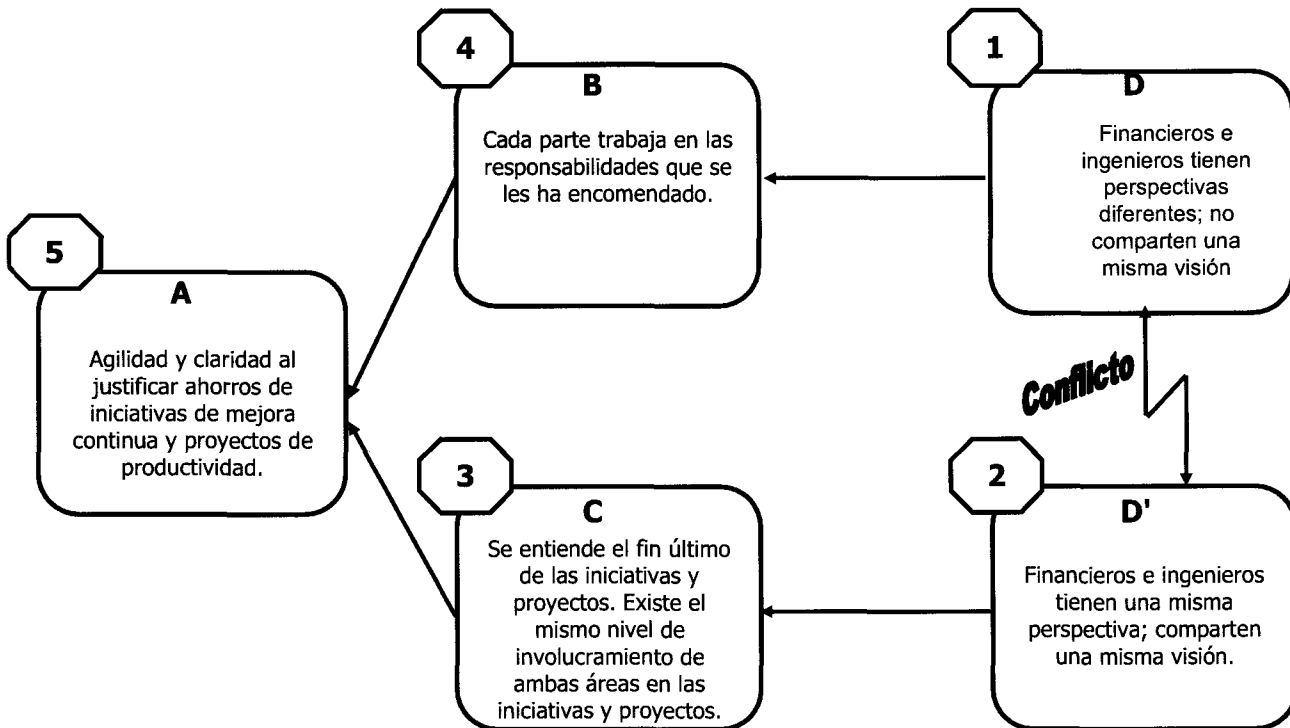 4
B
Cada parte trabaja en las
responsabilidades que se
les ha encomendado.
1
D
Financieros e
ingenieros tienen
perspectivas
diferentes; no
comparten una
misma visión
5
A
Agilidad y claridad al
justificar ahorros de
iniciativas de mejora
continua y proyectos de
productividad.
Conflicto
3
C
Se entiende el fin último
de las iniciativas y
proyectos. Existe el
mismo nivel de
involucramiento de
ambas áreas en las
iniciativas y proyectos.
2
D'
Financieros e ingenieros
tienen una misma
perspectiva; comparten
una misma visión.